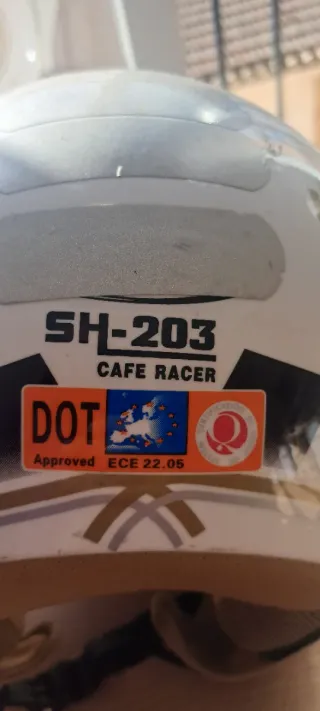 SH-203
CAFE RACER
DOT
Approved ECE 22.05
Q